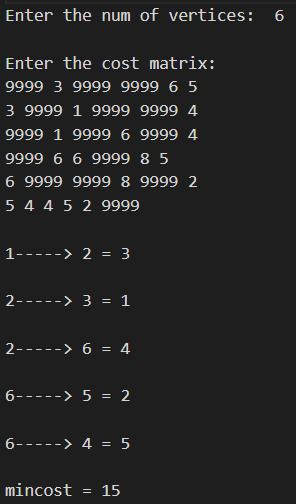 Enter the num of vertices:  6
Enter the cost matrix:
9999 3 9999 9999 6 5
3 9999 1 9999 9999 4
9999 1 9999 6 9999 4
9999 6 6 9999 8 5
6 9999 9999 8 9999 2
5 4 4 5 2 9999
1-----> 2 = 3
2-----> 3 = 1
2-----> 6 = 4
6-----> 5 = 2
6-----> 4 = 5
mincost = 15